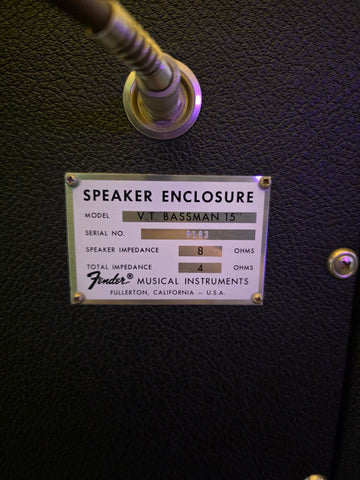 SPEAKER ENCLOSURE
MODEL V.T. BASSMAN 15"
SERIAL NO. 9263
SPEAKER IMPEDANCE 8 OHMS
TOTAL IMPEDANCE 4 OHMS
Fender® MUSICAL INSTRUMENTS
FULLERTON, CALIFORNIA – U.S.A.